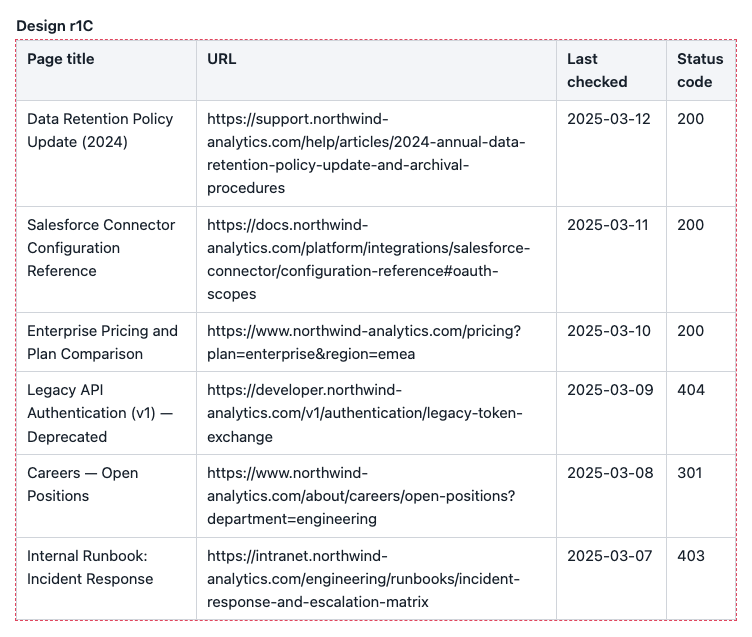 Design r1C
Page title
URL
Last
checked
Status
code
Data Retention Policy
Update (2024)
https://support.northwind-
analytics.com/help/articles/2024-annual-data-
retention-policy-update-and-archival-
procedures
2025-03-12
200
Salesforce Connector
Configuration
Reference
https://docs.northwind-
analytics.com/platform/integrations/salesforce-
connector/configuration-reference#oauth-
scopes
2025-03-11
200
Enterprise Pricing and
Plan Comparison
https://www.northwind-analytics.com/pricing?
plan=enterprise&region=emea
2025-03-10
200
Legacy API
Authentication (v1) —
Deprecated
https://developer.northwind-
analytics.com/v1/authentication/legacy-token-
exchange
2025-03-09
404
Careers — Open
Positions
https://www.northwind-
analytics.com/about/careers/open-positions?
department=engineering
2025-03-08
301
Internal Runbook:
Incident Response
https://intranet.northwind-
analytics.com/engineering/runbooks/incident-
response-and-escalation-matrix
2025-03-07
403